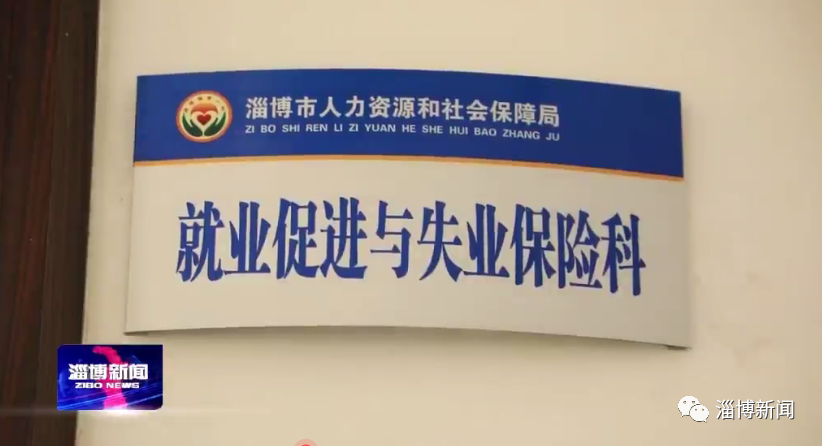 淄博市人力资源和社会保障局
ZI BO SHI REN LI ZI YUAN HE SHE HUI BAO ZHANG JU
就业促进与失业保险科
淄博新闻
ZIBO NEWS
淄博新闻